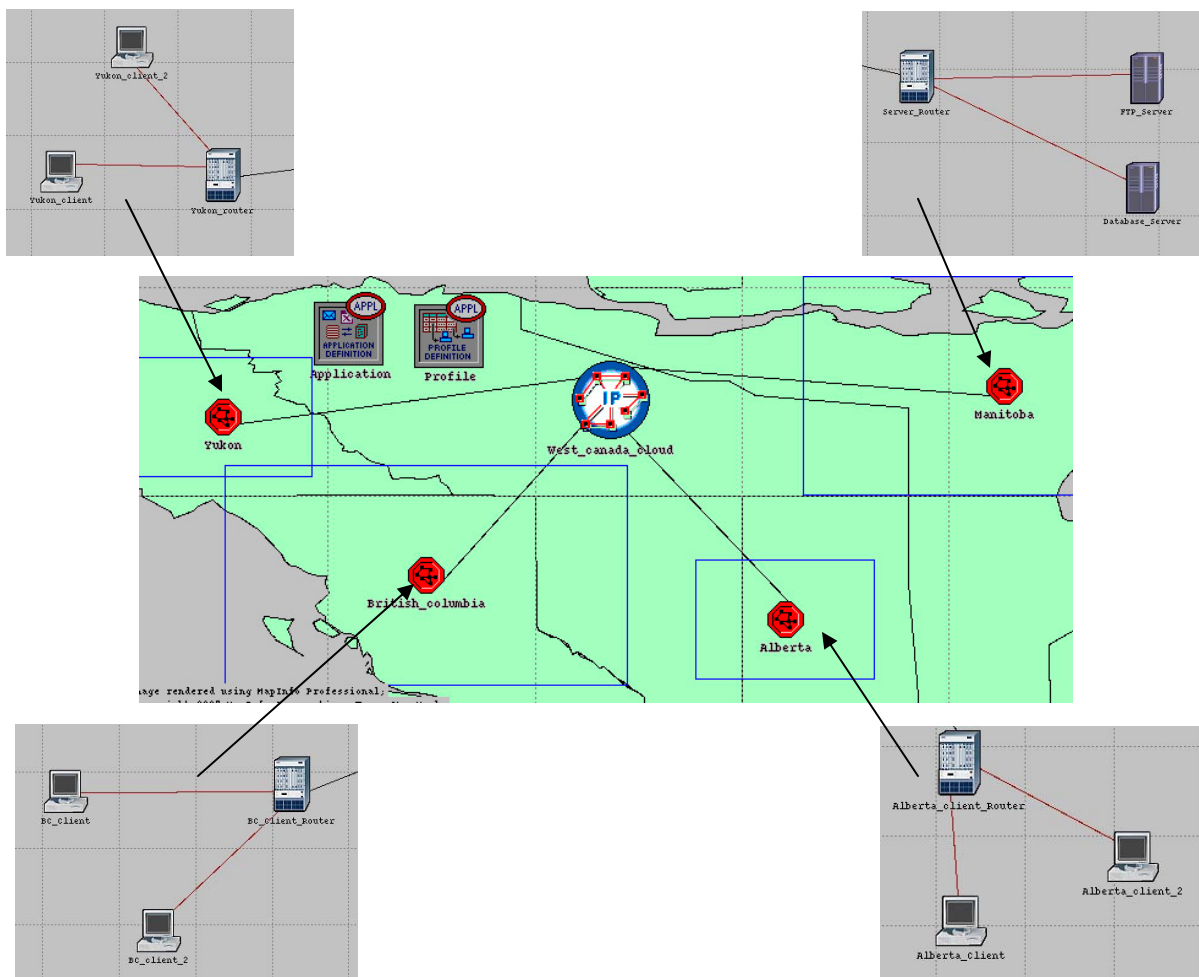 Yukon_client_2
Yukon_client
Yukon_router
Server_Router
FTP_Server
Database_Server
APPL
APPLICATION
DEFINITION
Application
APPL
PROFILE
DEFINITION
Profile
IP
West_canada_cloud
Manitoba
Yukon
British_columbia
Alberta
age rendered using MapInfo Professional;
BC_Client
BC_Client_Router
BC_client_2
Alberta_client_Router
Alberta_client_2
Alberta_Client